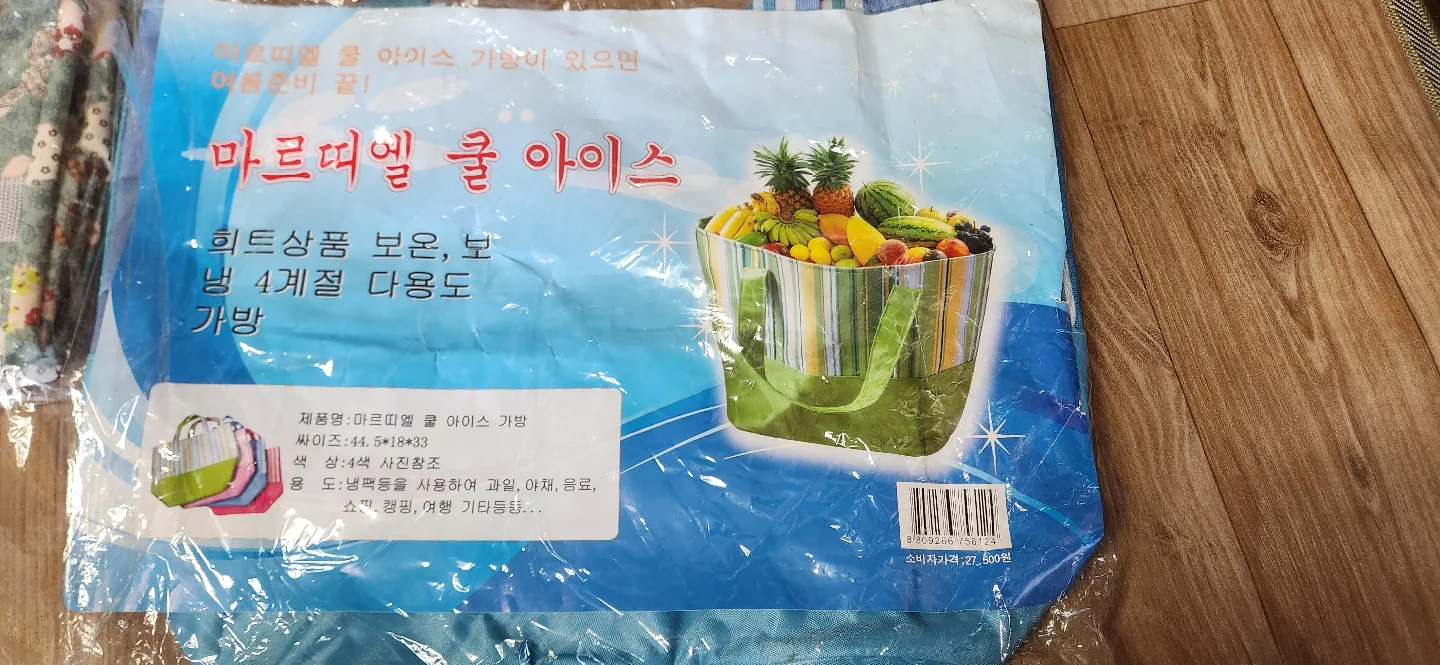 마르띠엘 쿨 아이스 가방이 있으면
여름준비 끝!
마르띠엘 쿨 아이스
희트상품 보온, 보
냉 4계절 다용도
가방
제품명:마르띠엘 쿨 아이스 가방
싸이즈:44.5*18*33
색 상:4색 사진참조
용 도:냉팩등을 사용하여 과일,야채,음료,
쇼핑,캠핑,여행 기타등등...
소비자가격:27.500원